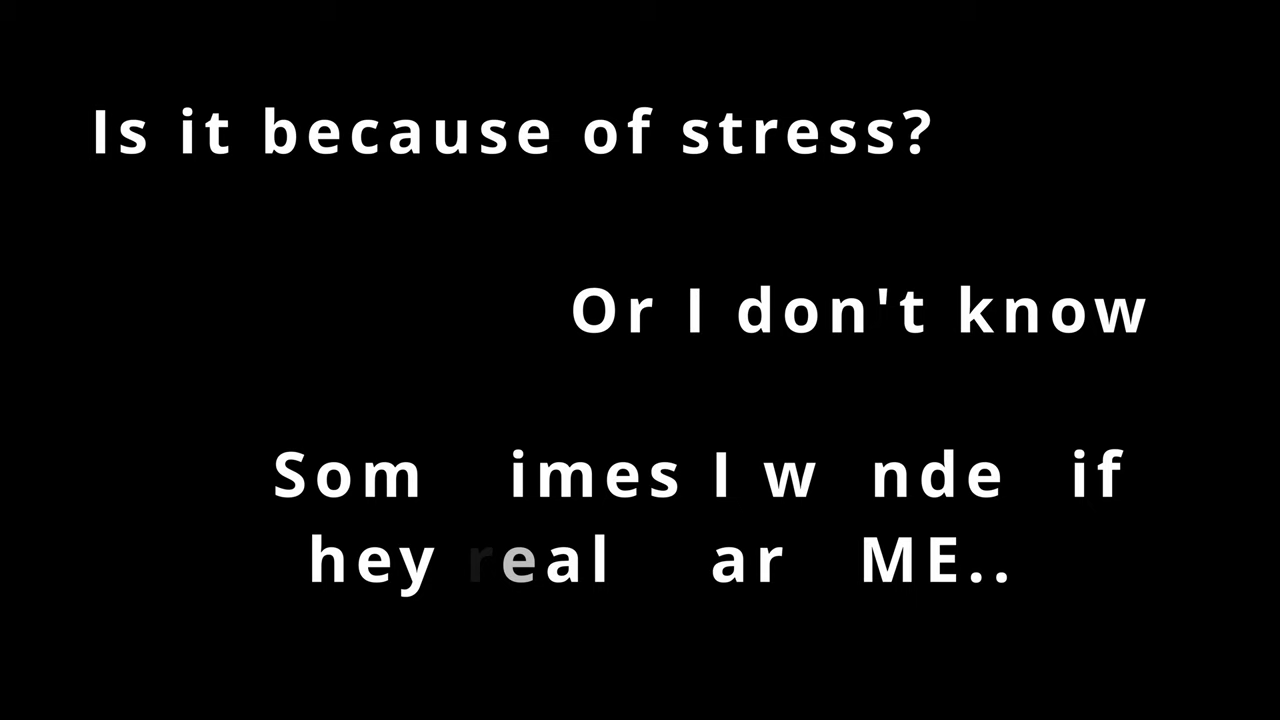 Is it because of stress?
Or I don't know
Som imes I w nde if
hey real ar ME..